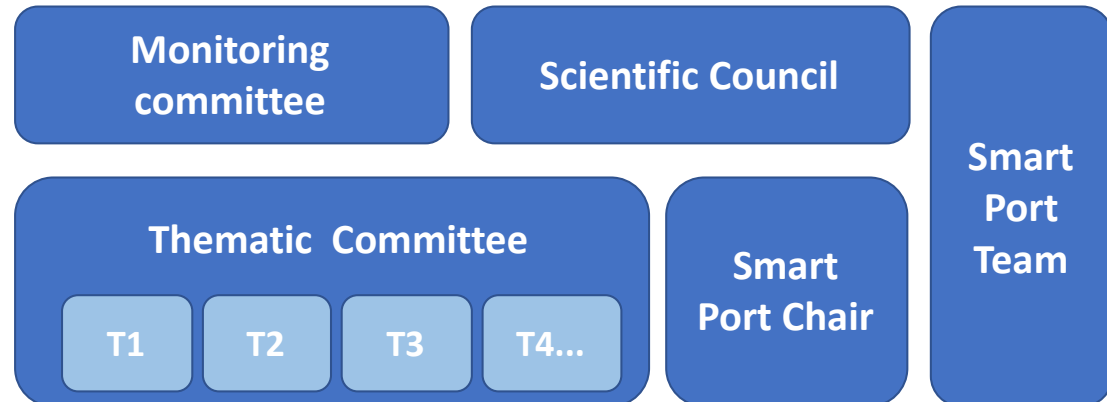 Monitoring
committee
Scientific Council
Smart
Port
Team
Thematic  Committee
T1
T2
T3
T4...
Smart
Port Chair